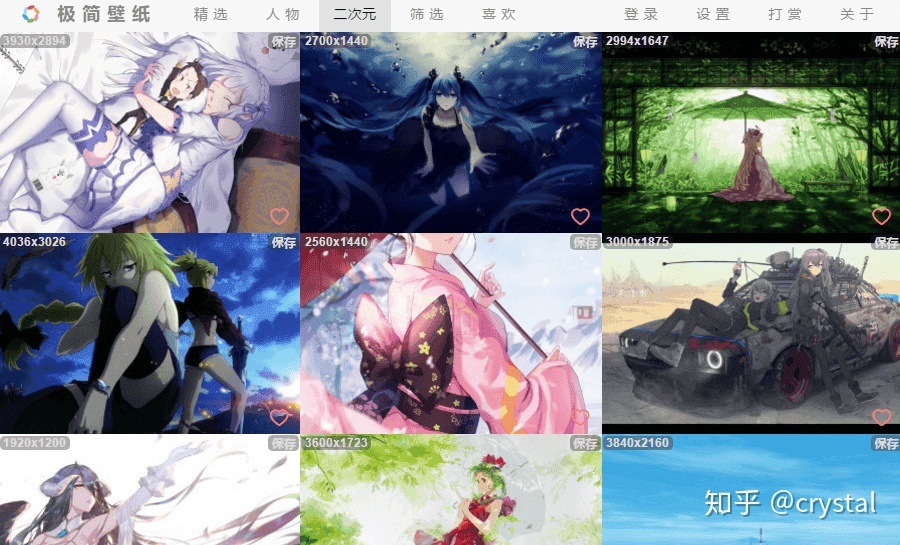 极简壁纸 精选 人物 二次元 筛选 喜欢 登录 设置 打赏 关于
3930x2894 保存 2700x1440 保存 2994x1647 保存
4036x3026 保存 2560x1440 保存 3000x1875 保存
1920x1200 保存 3600x1723 保存 3840x2160 保存
知乎 @crystal